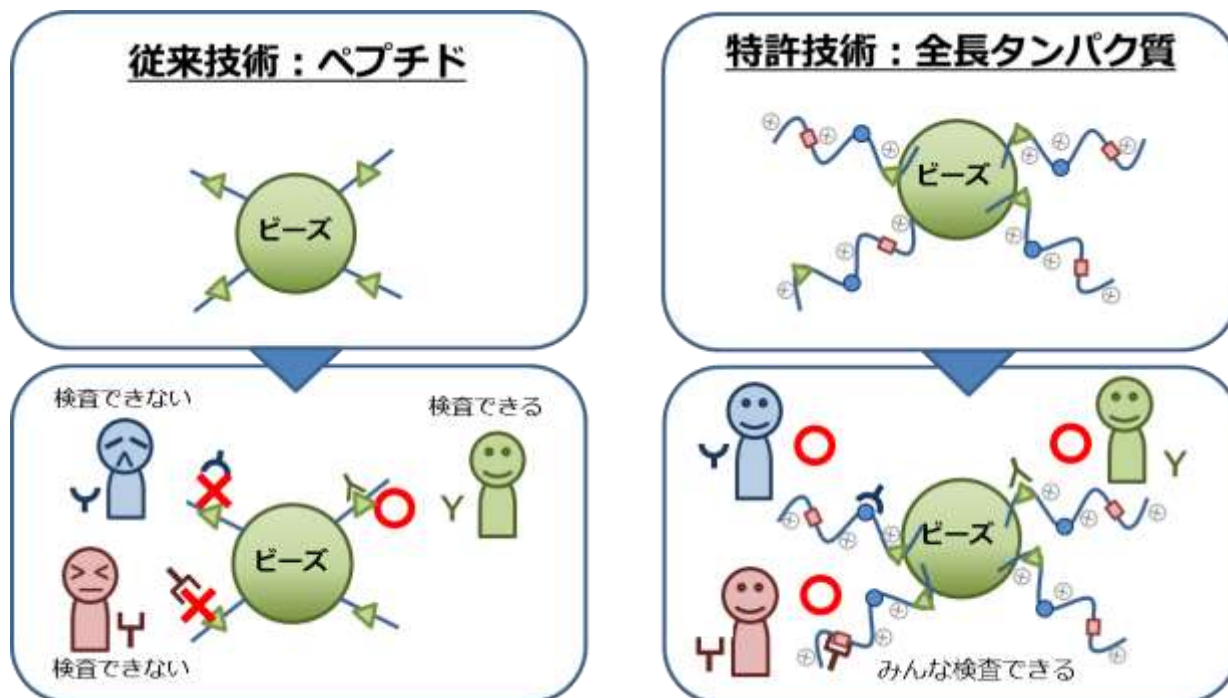 従来技術：ペプチド
ビーズ
特許技術：全長タンパク質
ビーズ
検査できない
検査できる
ビーズ
検査できない
ビーズ
みんな検査できる